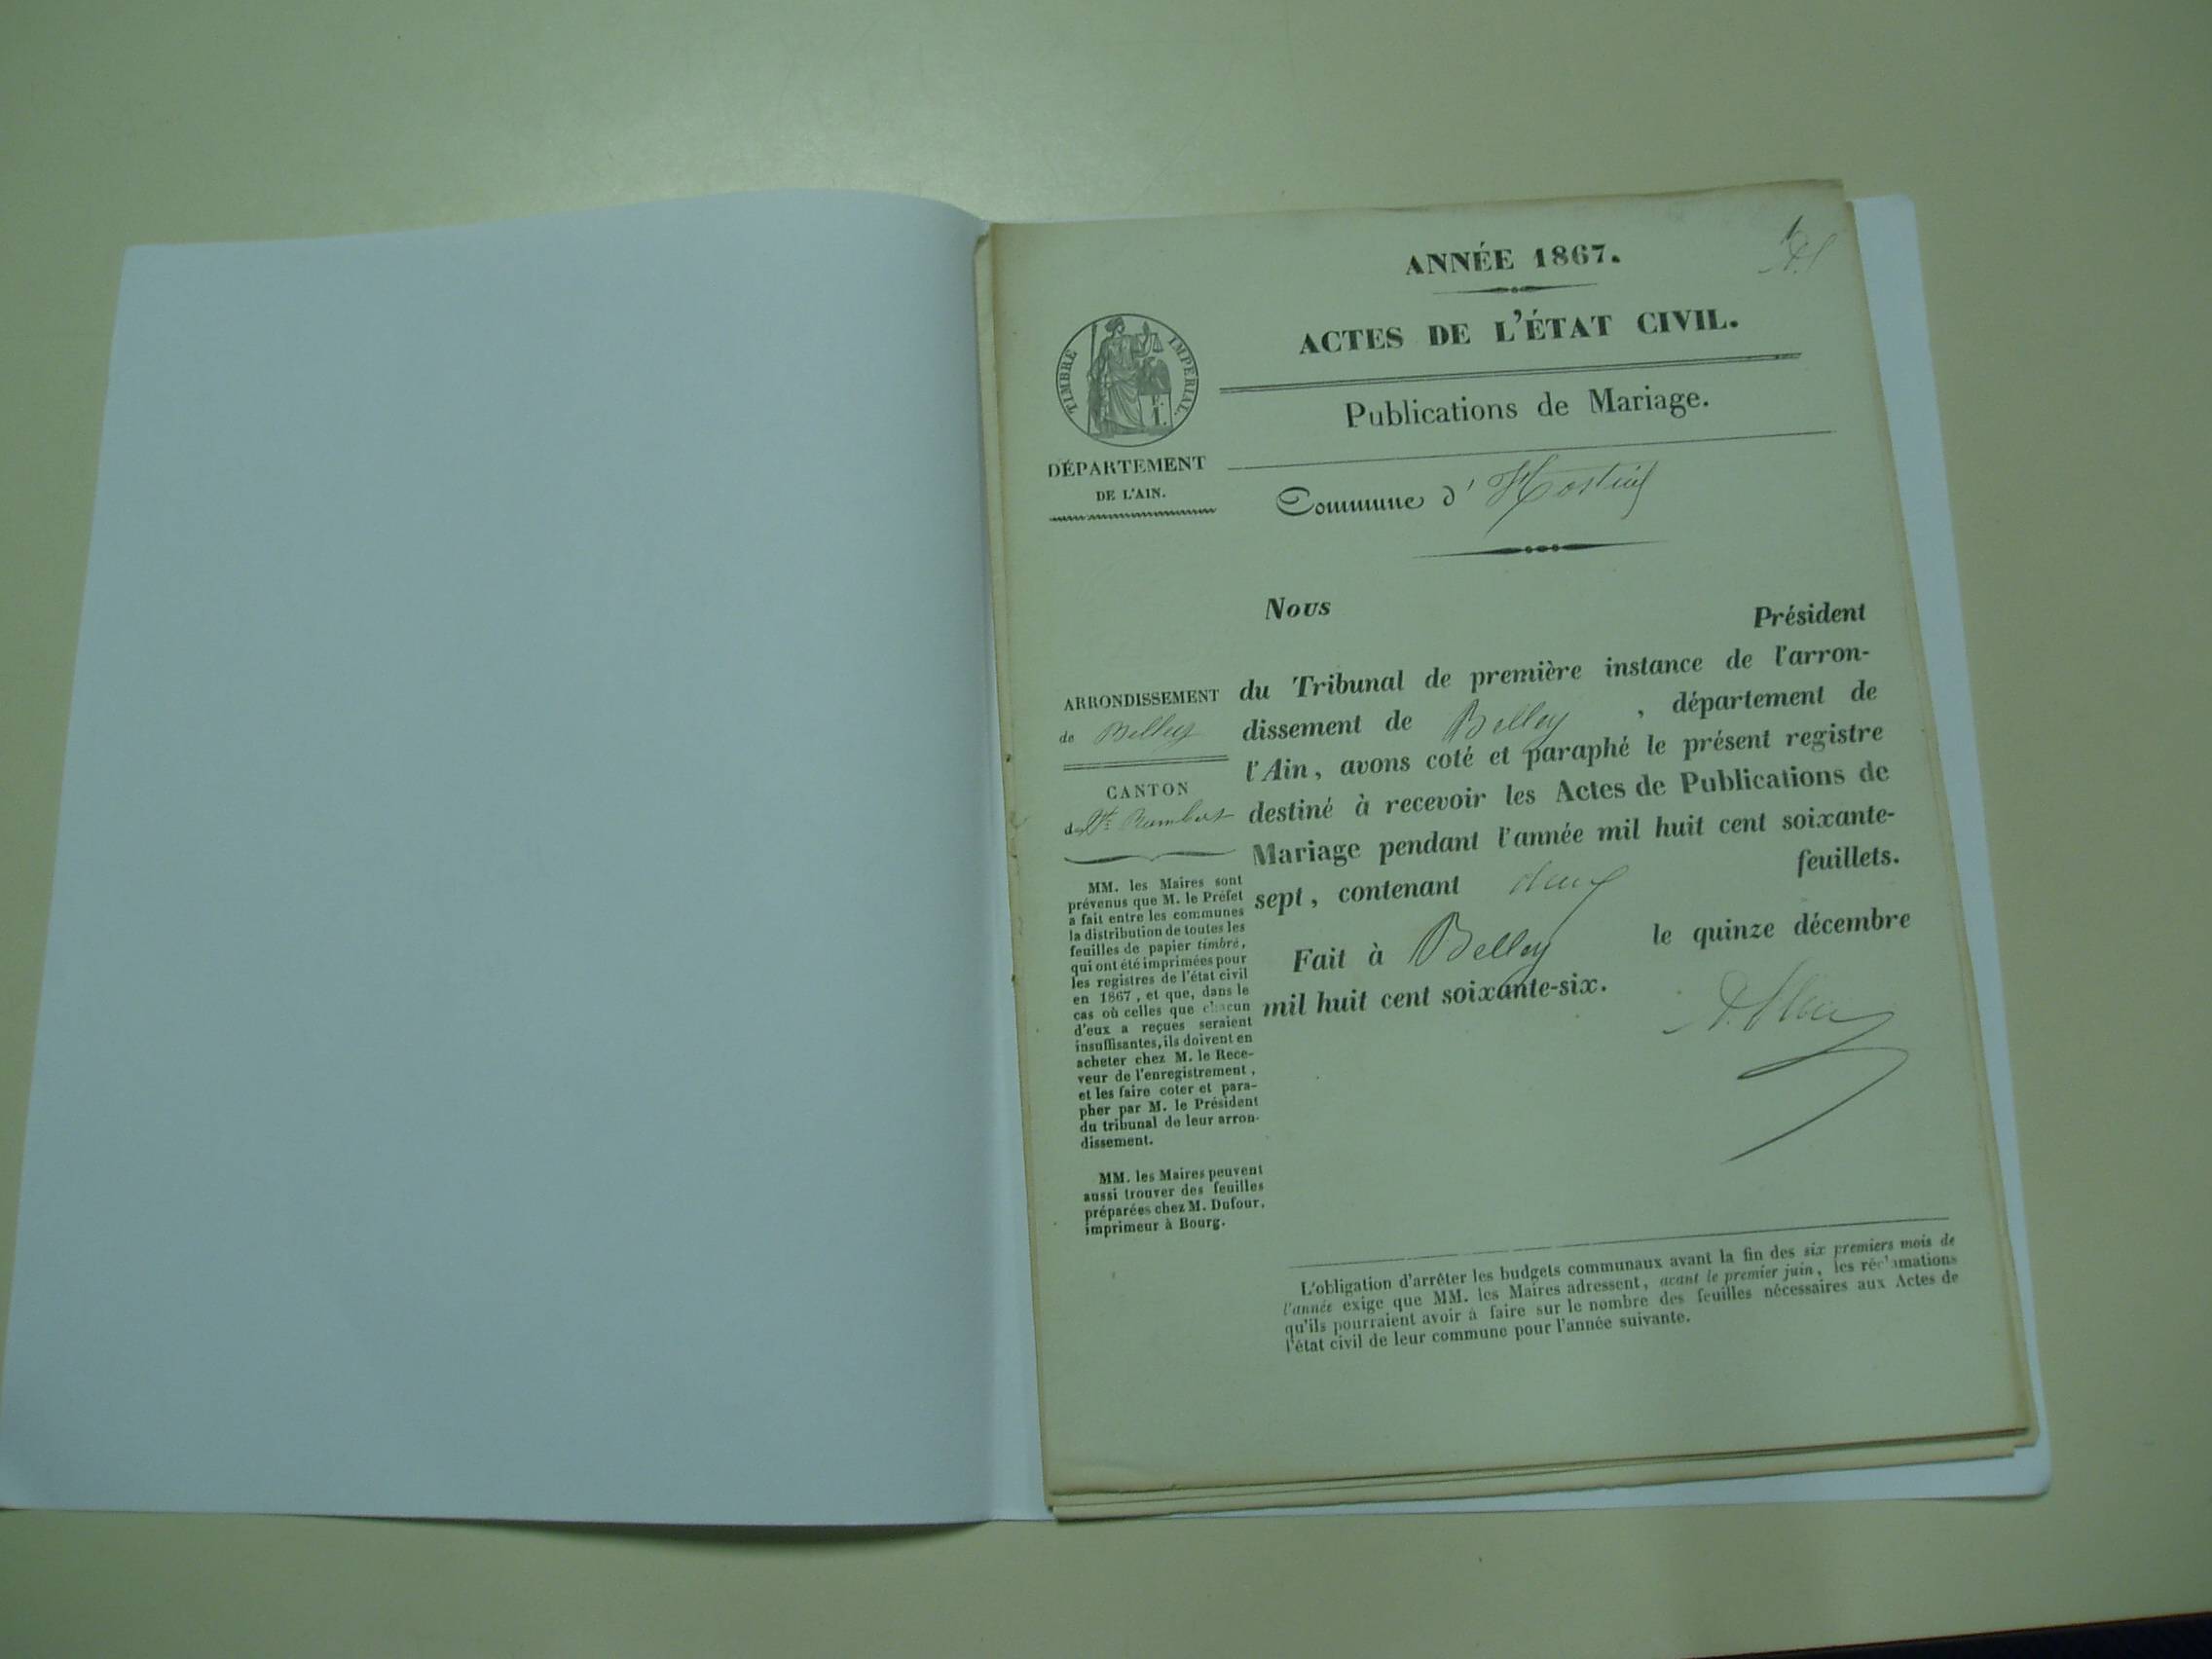 ANNÉE 1867.
1
ACTES DE L'ÉTAT CIVIL.
TIMBRE IMPERIAL.
Publications de Mariage.
DÉPARTEMENT
DE L'AIN.
Commune d' Hostias
Nous Président
du Tribunal de première instance de l'arron-
dissement de Belley, département de
l'Ain, avons coté et paraphé le présent registre
destiné à recevoir les Actes de Publications de
Mariage pendant l'année mil huit cent soixante-
sept, contenant deux feuillets.
Fait à Belley le quinze décembre
mil huit cent soixante-six.
ARRONDISSEMENT
de Belley
CANTON
de St. Rambert
MM. les Maires sont
prévenus que M. le Préfet
a fait entre les communes
la distribution de toutes les
feuilles de papier timbré,
qui ont été imprimées pour
les registres de l'état civil
en 1867, et que, dans le
cas où celles que chacun
d'eux a reçues seraient
insuffisantes, ils doivent en
acheter chez M. le Rece-
veur de l'enregistrement,
et les faire coter et para-
pher par M. le Président
du tribunal de leur arron-
dissement.
MM. les Maires peuvent
aussi trouver des feuilles
préparées chez M. Dufour,
imprimeur à Bourg.
L'obligation d'arrêter les budgets communaux avant la fin des six premiers mois de
l'année exige que MM. les Maires adressent, avant le premier juin, les réclamations
qu'ils pourraient avoir à faire sur le nombre des feuilles nécessaires aux Actes de
l'état civil de leur commune pour l'année suivante.